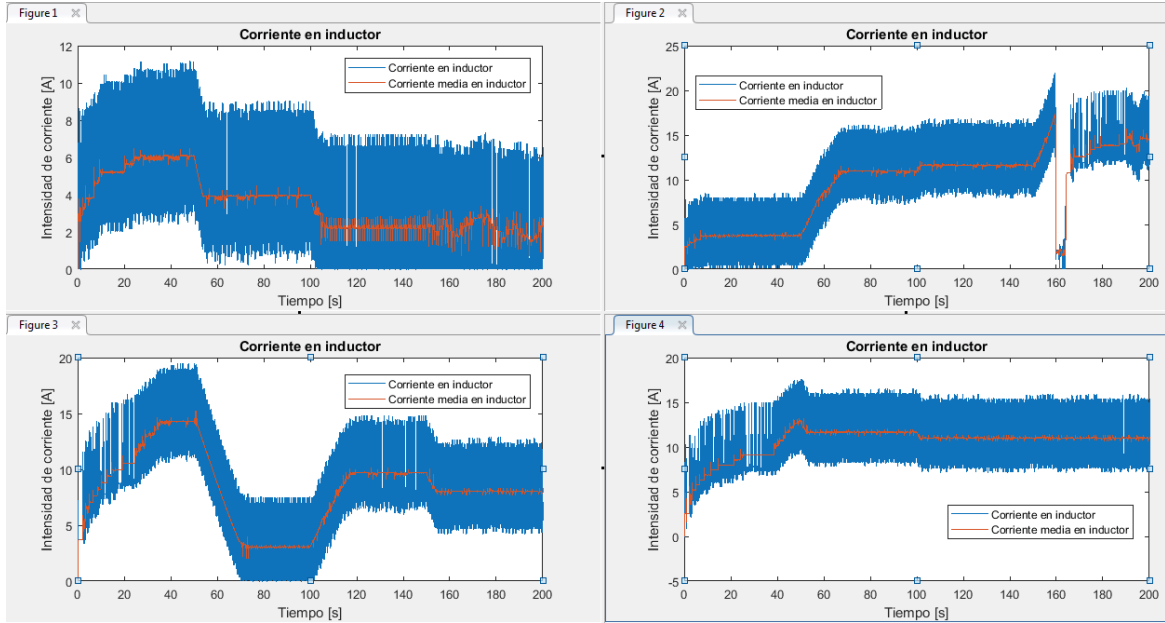 Figure 1
Corriente en inductor
12
10
8
6
4
2
0
Intensidad de corriente [A]
Corriente en inductor
Corriente media en inductor
0 20 40 60 80 100 120 140 160 180 200
Tiempo [s]
Figure 2
Corriente en inductor
25
20
15
10
5
0
Intensidad de corriente [A]
Corriente en inductor
Corriente media en inductor
0 20 40 60 80 100 120 140 160 180 200
Tiempo [s]
Figure 3
Corriente en inductor
20
15
10
5
0
Intensidad de corriente [A]
Corriente en inductor
Corriente media en inductor
0 20 40 60 80 100 120 140 160 180 200
Tiempo [s]
Figure 4
Corriente en inductor
20
15
10
5
0
-5
Intensidad de corriente [A]
Corriente en inductor
Corriente media en inductor
0 20 40 60 80 100 120 140 160 180 200
Tiempo [s]